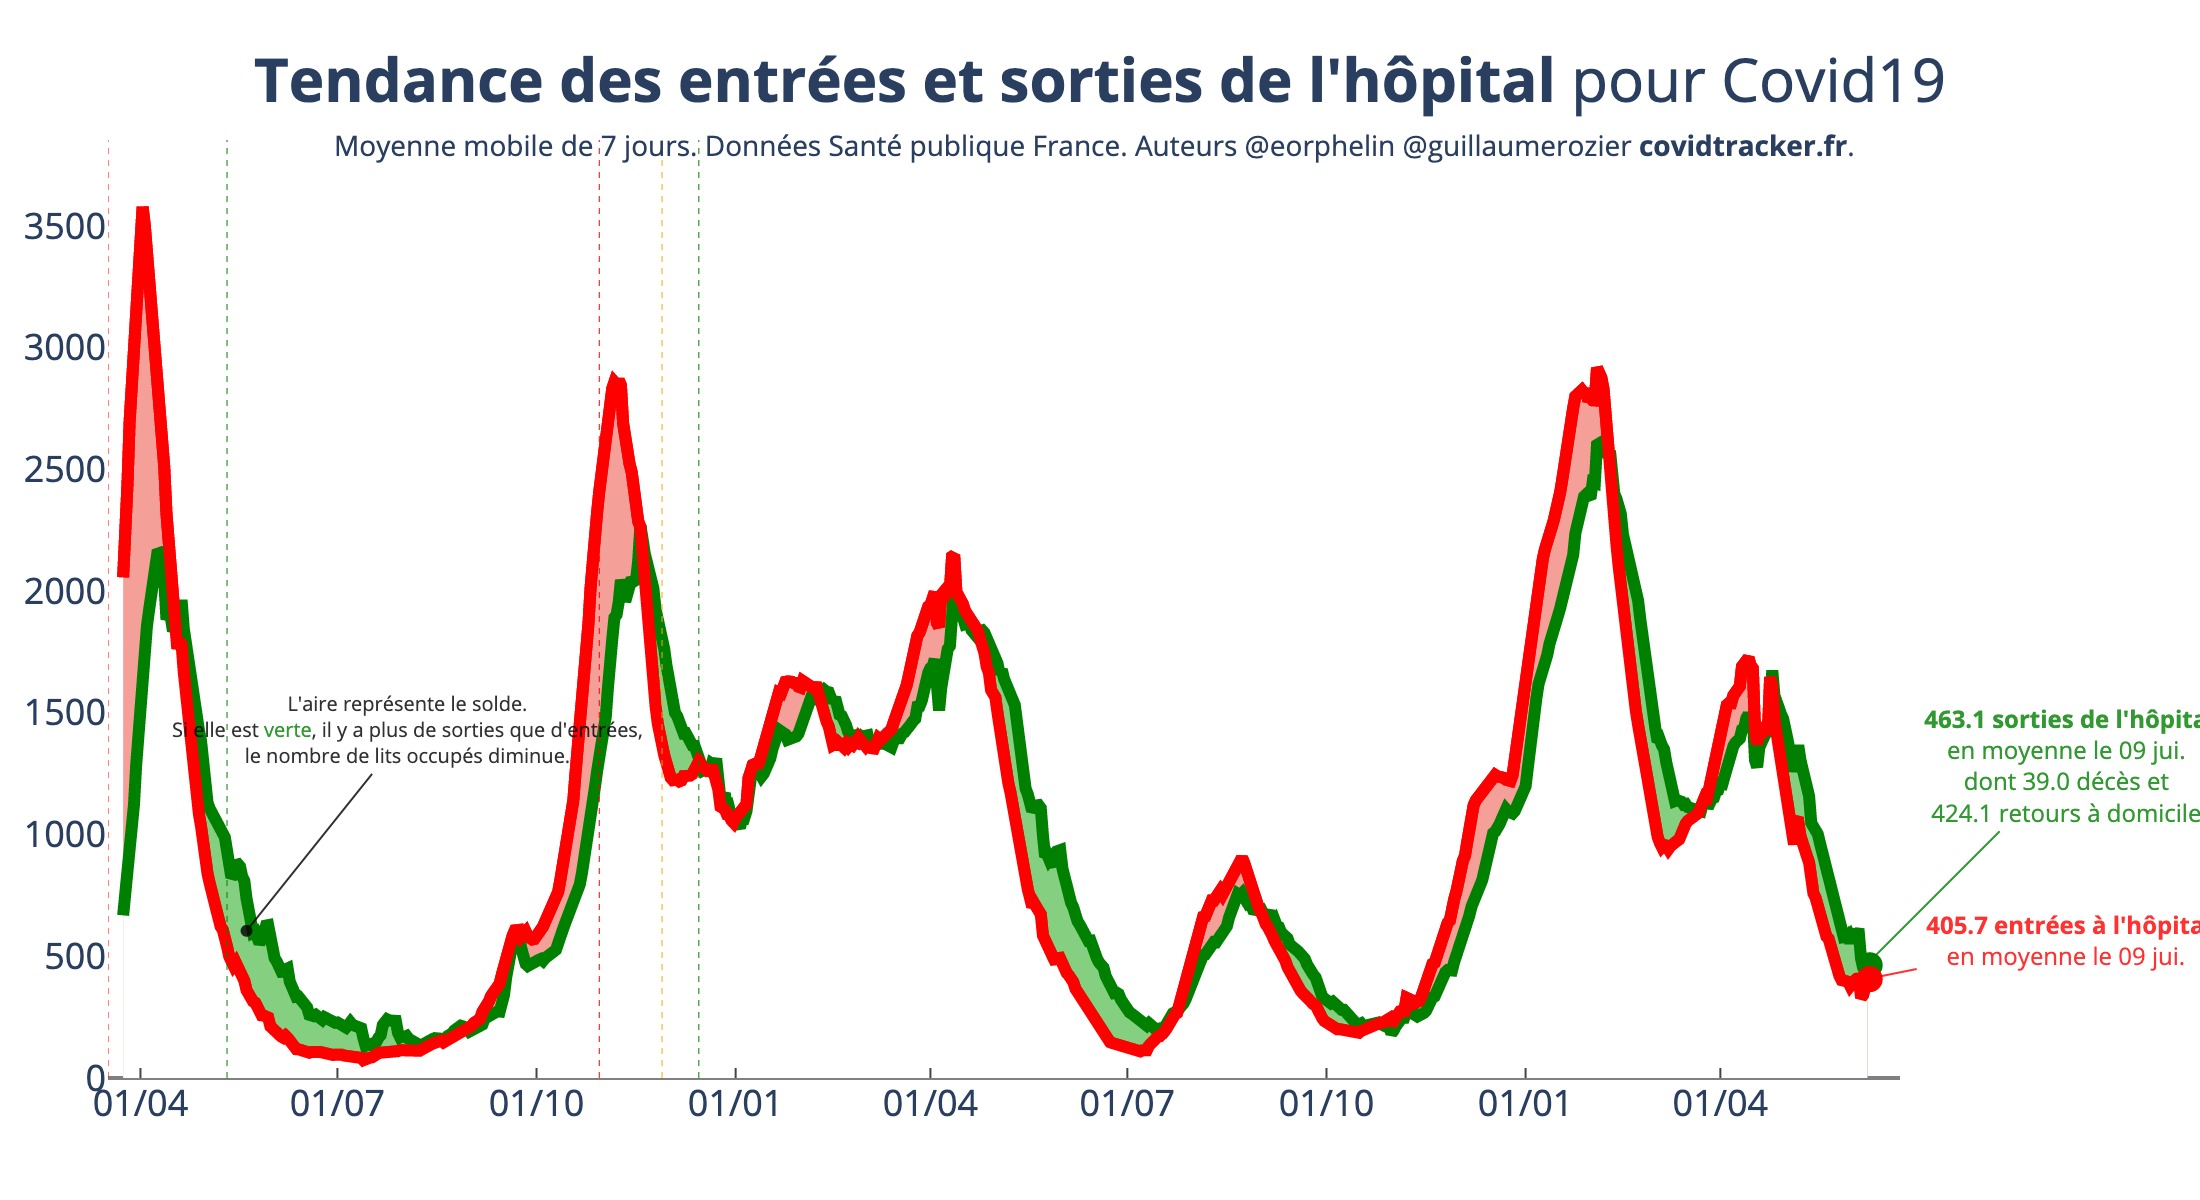 Tendance des entrées et sorties de l'hôpital pour Covid19
Moyenne mobile de 7 jours. Données Santé publique France. Auteurs @eorphelin @guillaumerozier covidtracker.fr.
3500
3000
2500
2000
1500
1000
500
0
L'aire représente le solde.
Si elle est verte, il y a plus de sorties que d'entrées,
le nombre de lits occupés diminue.
463.1 sorties de l'hôpita
en moyenne le 09 jui.
dont 39.0 décès et
424.1 retours à domicile
405.7 entrées à l'hôpita
en moyenne le 09 jui.
01/04 01/07 01/10 01/01 01/04 01/07 01/10 01/01 01/04